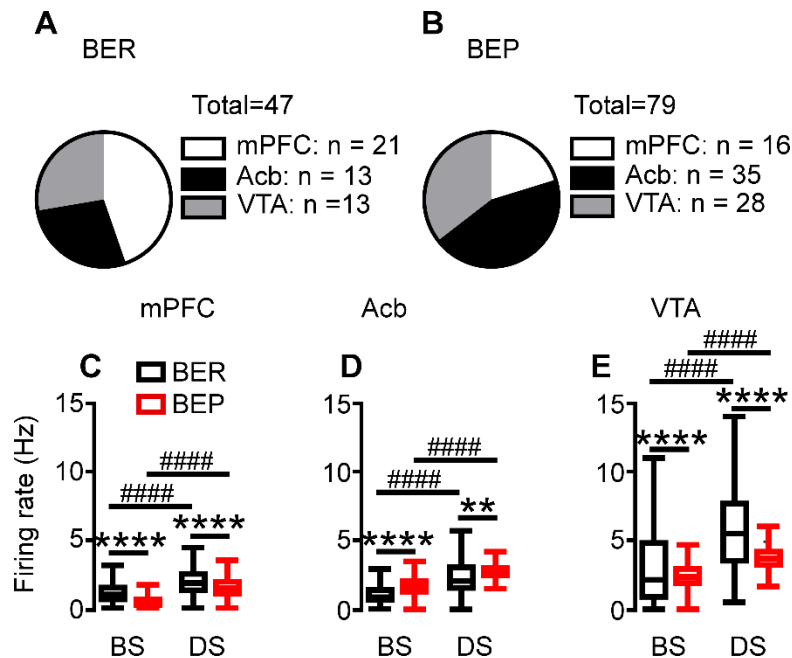 A
BER
Total=47
mPFC: n = 21
Acb: n = 13
VTA: n =13
B
BEP
Total=79
mPFC: n = 16
Acb: n = 35
VTA: n = 28
mPFC
Acb
VTA
C
BER
BEP
Firing rate (Hz)
15
10
5
0
####
####
****
****
BS
DS
D
15
10
5
0
####
####
****
**
BS
DS
E
15
10
5
0
####
####
****
****
BS
DS